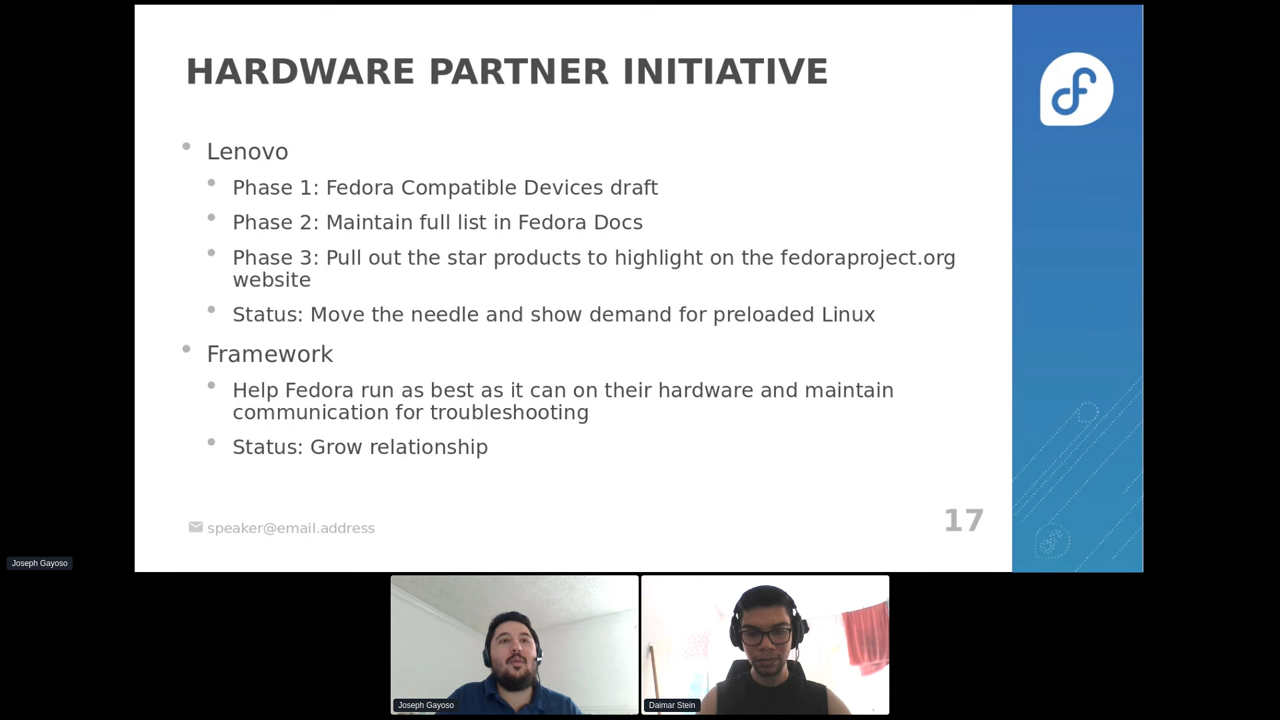 HARDWARE PARTNER INITIATIVE
Lenovo
Phase 1: Fedora Compatible Devices draft
Phase 2: Maintain full list in Fedora Docs
Phase 3: Pull out the star products to highlight on the fedoraproject.org
website
Status: Move the needle and show demand for preloaded Linux
Framework
Help Fedora run as best as it can on their hardware and maintain
communication for troubleshooting
Status: Grow relationship
speaker@email.address
17
Joseph Gayoso
Joseph Gayoso
Daimar Stein